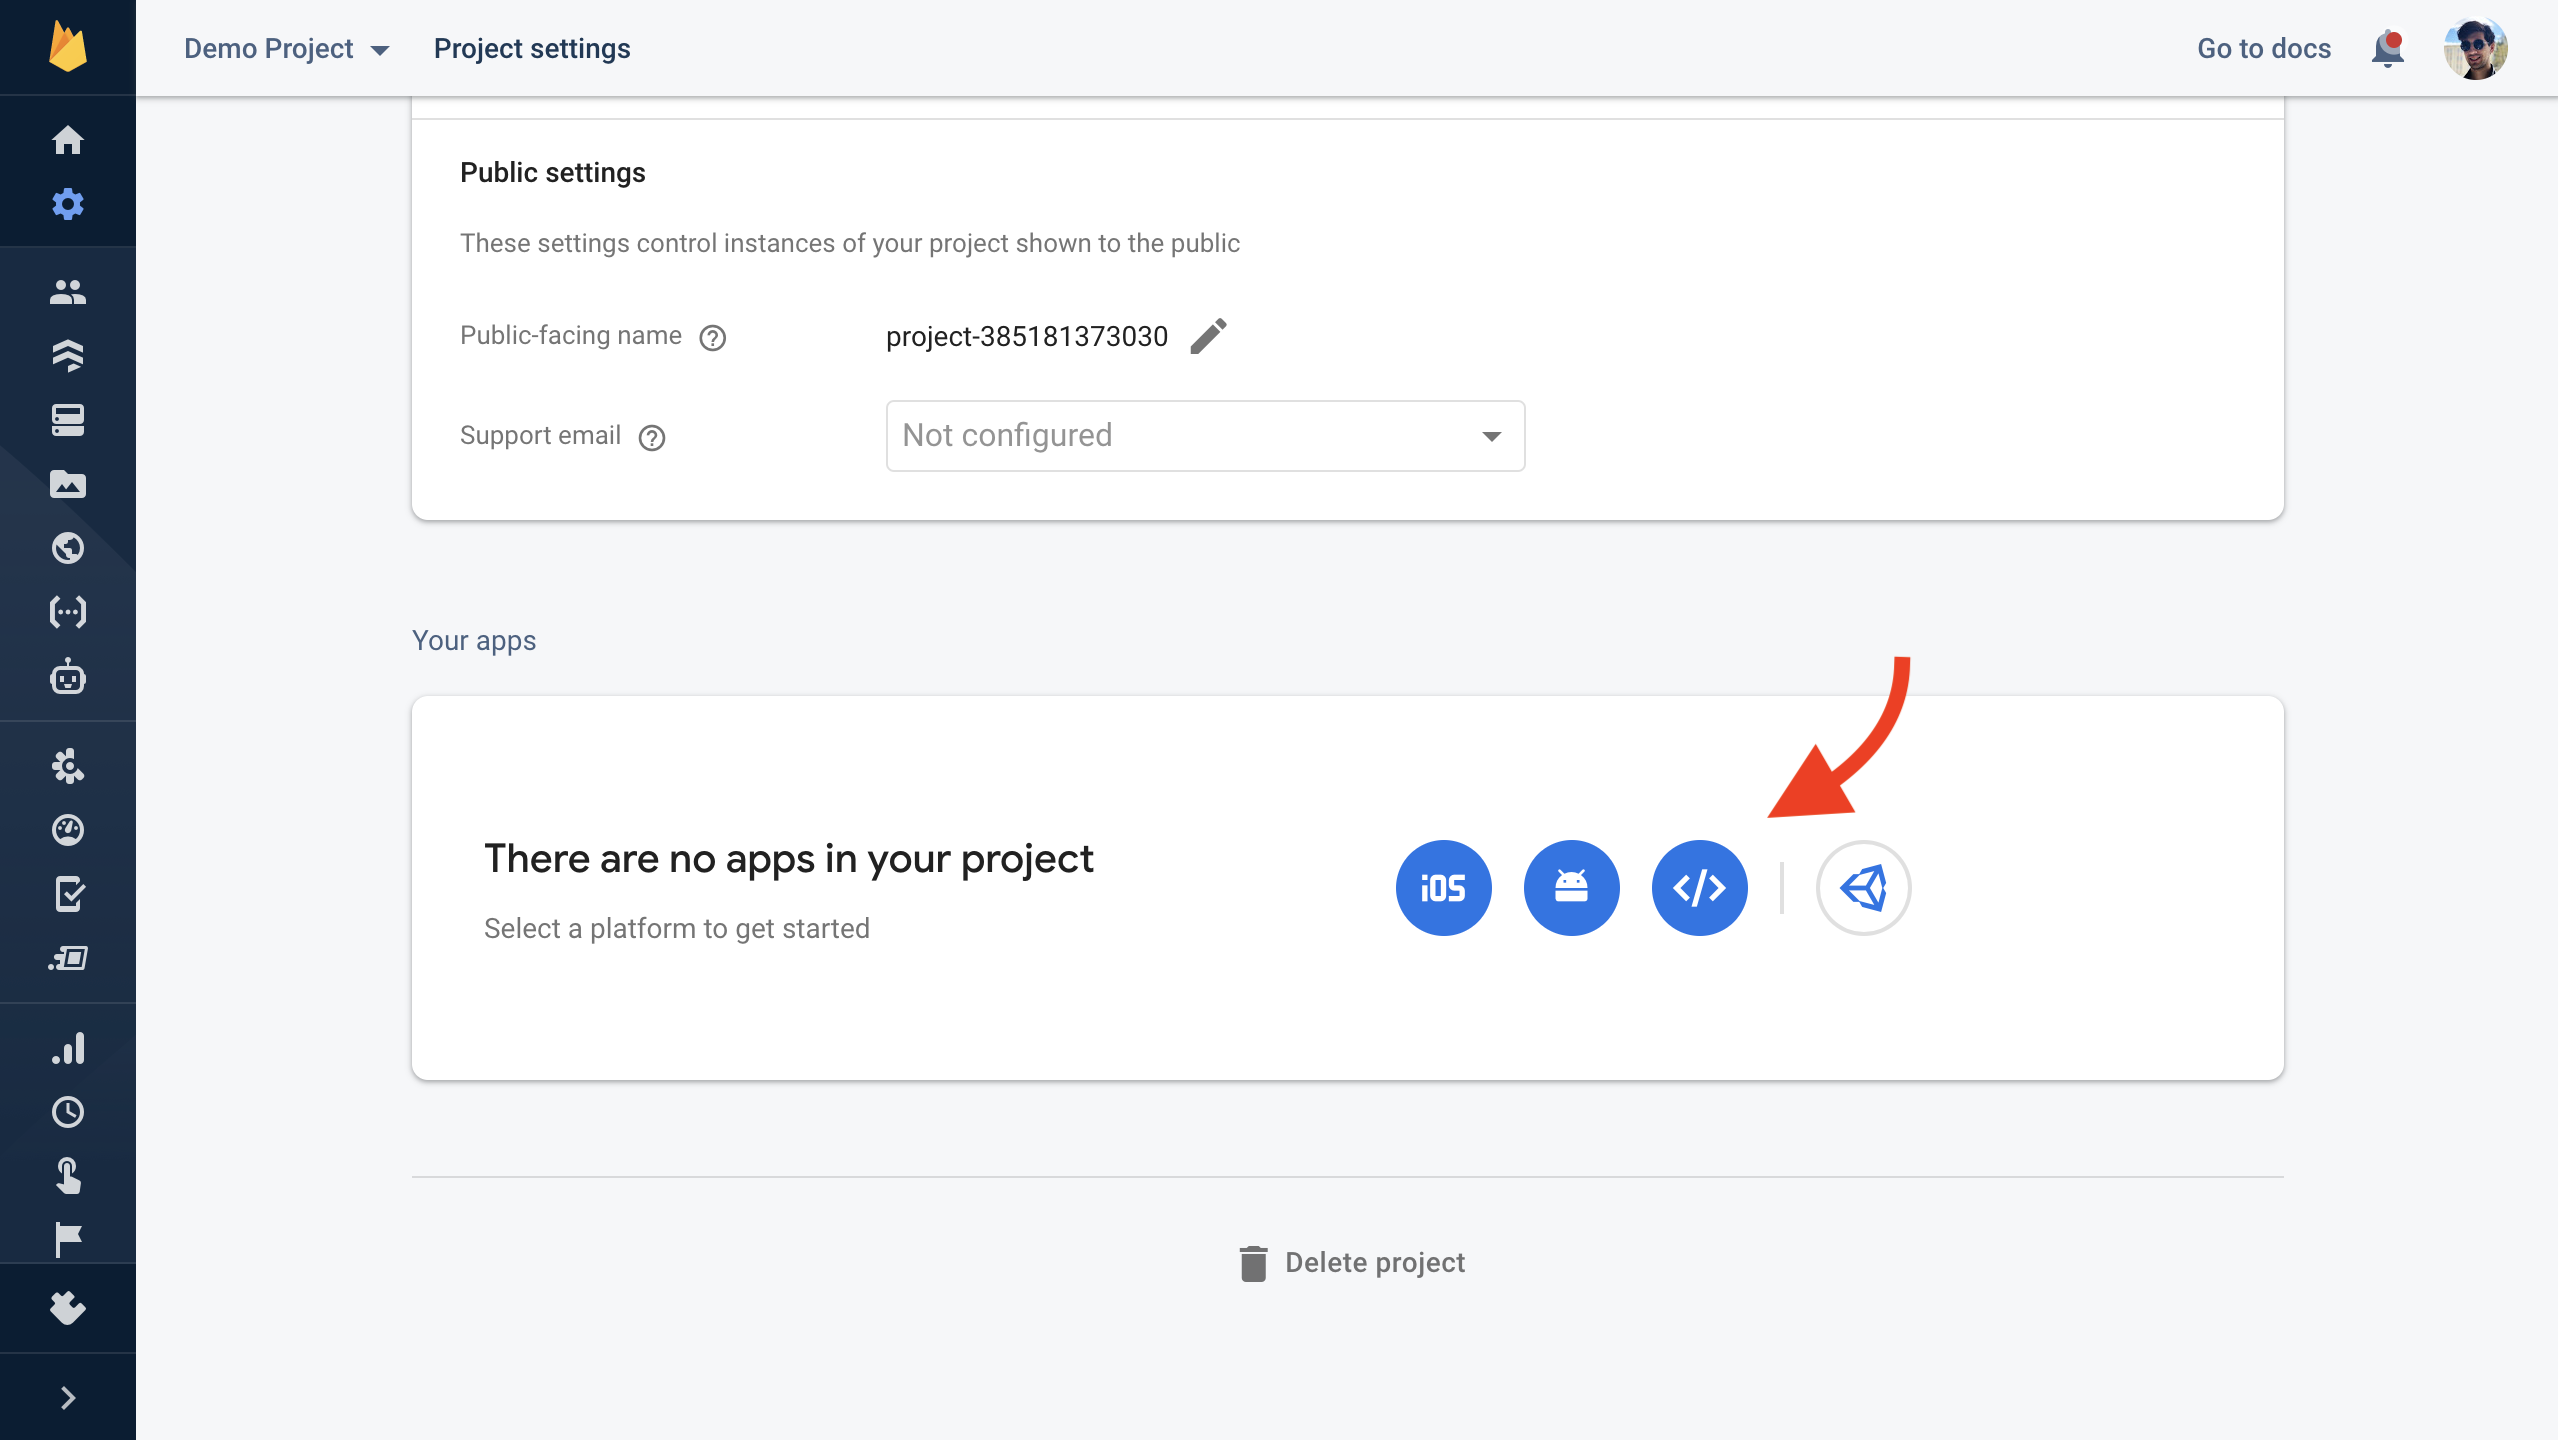 Demo Project
Project settings
Go to docs
Public settings
These settings control instances of your project shown to the public
Public-facing name
project-385181373030
Support email
Not configured
Your apps
There are no apps in your project
Select a platform to get started
iOS
Delete project